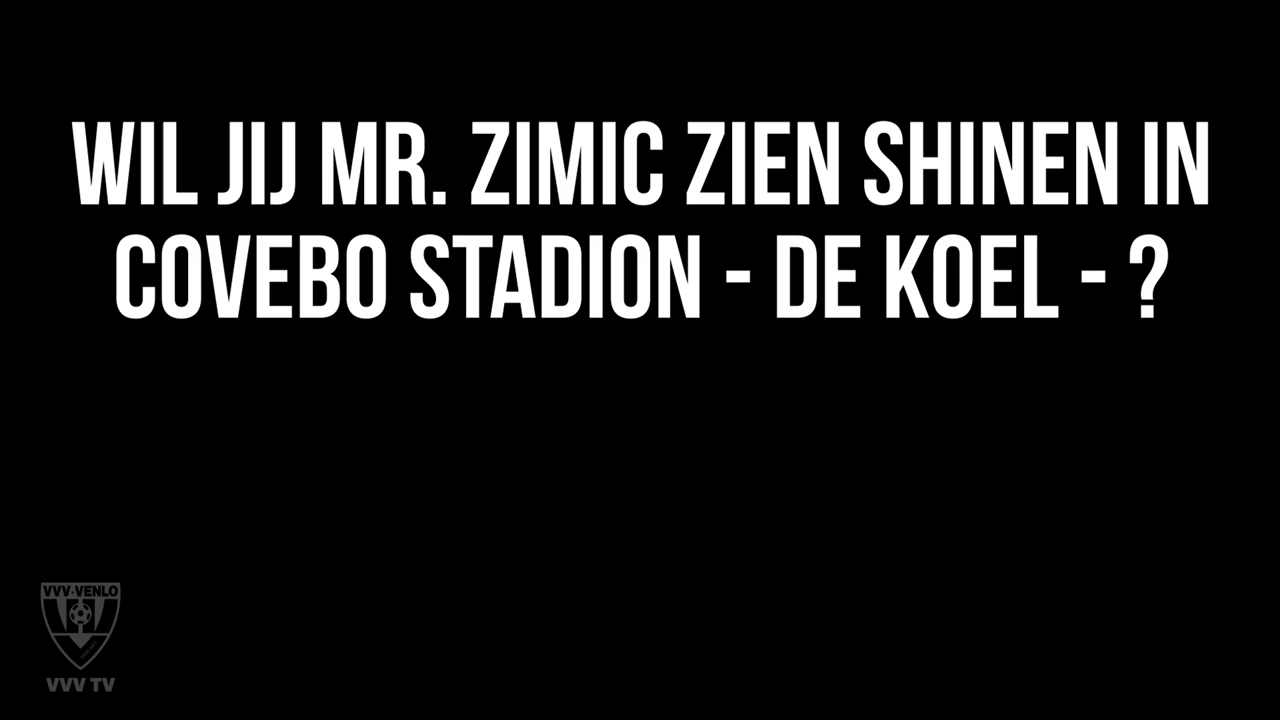 WIL JIJ MR. ZIMIC ZIEN SHINEN IN
COVEBO STADION - DE KOEL - ?
VVV-VENLO
VVV TV